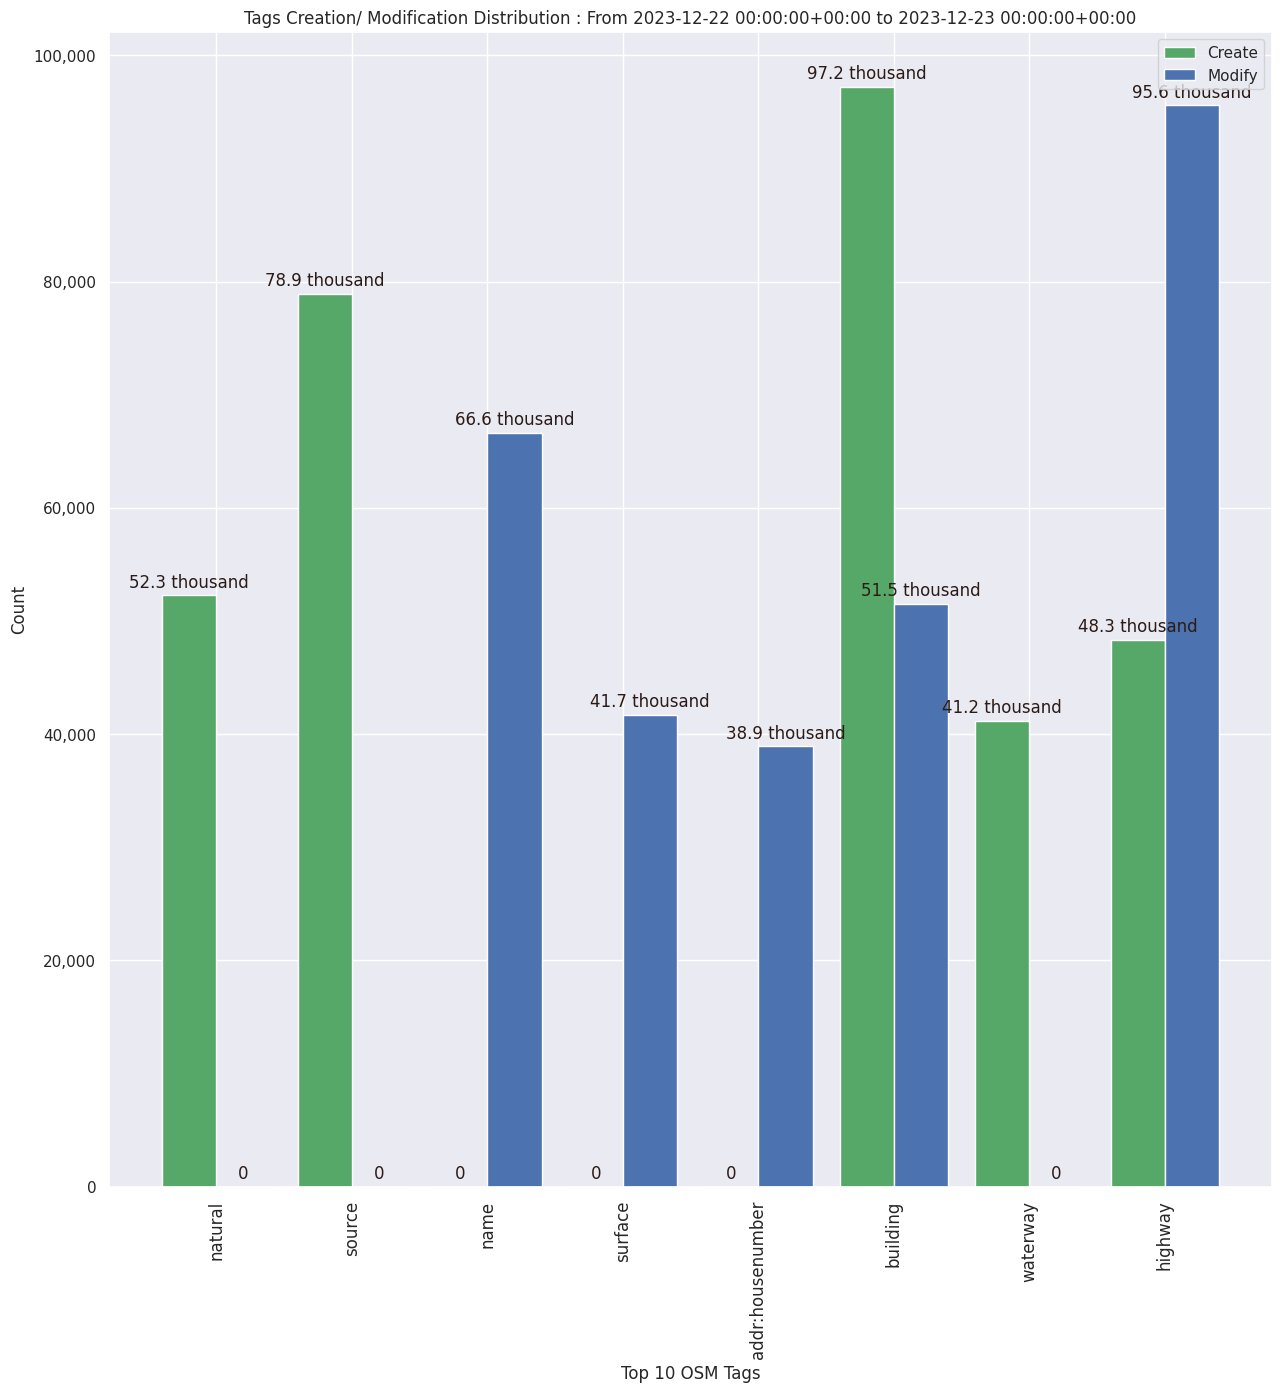 Tags Creation/ Modification Distribution : From 2023-12-22 00:00:00+00:00 to 2023-12-23 00:00:00+00:00
Create
Modify
100,000
80,000
60,000
40,000
20,000
0
Count
97.2 thousand
95.6 thousand
78.9 thousand
66.6 thousand
52.3 thousand
51.5 thousand
48.3 thousand
41.7 thousand
41.2 thousand
38.9 thousand
0
0
0
0
0
0
natural
source
name
surface
addr:housenumber
building
waterway
highway
Top 10 OSM Tags